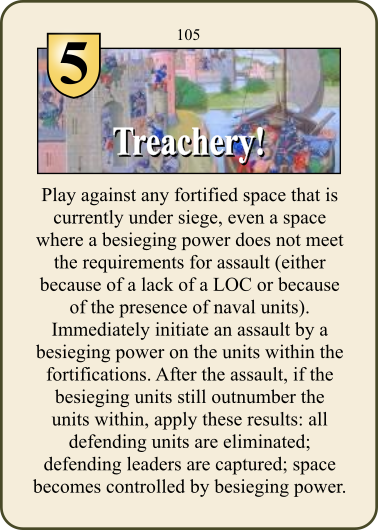 105
5
Treachery!
Play against any fortified space that is
currently under siege, even a space
where a besieging power does not meet
the requirements for assault (either
because of a lack of a LOC or because
of the presence of naval units).
Immediately initiate an assault by a
besieging power on the units within the
fortifications. After the assault, if the
besieging units still outnumber the
units within, apply these results: all
defending units are eliminated;
defending leaders are captured; space
becomes controlled by besieging power.